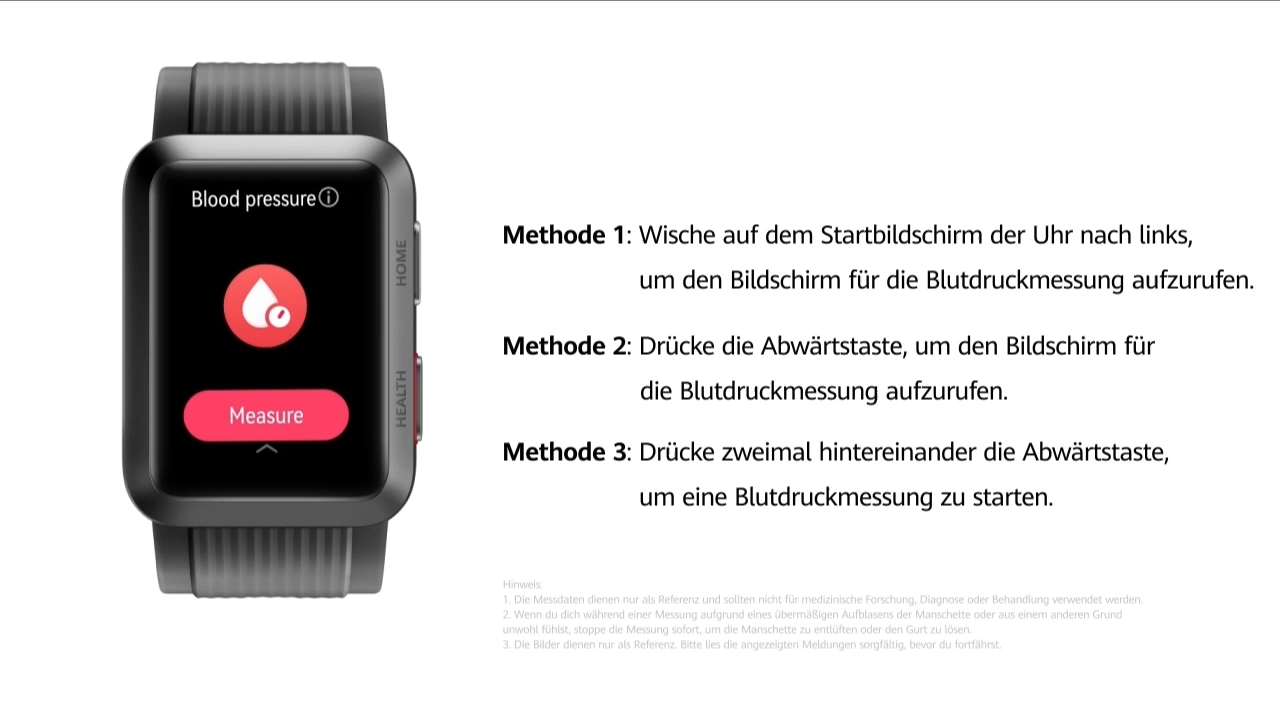 Blood pressure
HOME
HEALTH
Measure
Methode 1: Wische auf dem Startbildschirm der Uhr nach links,
um den Bildschirm für die Blutdruckmessung aufzurufen.
Methode 2: Drücke die Abwärtstaste, um den Bildschirm für
die Blutdruckmessung aufzurufen.
Methode 3: Drücke zweimal hintereinander die Abwärtstaste,
um eine Blutdruckmessung zu starten.
Hinweis:
1. Die Messdaten dienen nur als Referenz und sollten nicht für medizinische Forschung, Diagnose oder Behandlung verwendet werden.
2. Wenn du dich während einer Messung aufgrund eines übermäßigen Aufblasens der Manschette oder aus einem anderen Grund
unwohl fühlst, stoppe die Messung sofort, um die Manschette zu entlüften oder den Gurt zu lösen.
3. Die Bilder dienen nur als Referenz. Bitte lies die angezeigten Meldungen sorgfältig, bevor du fortfährst.